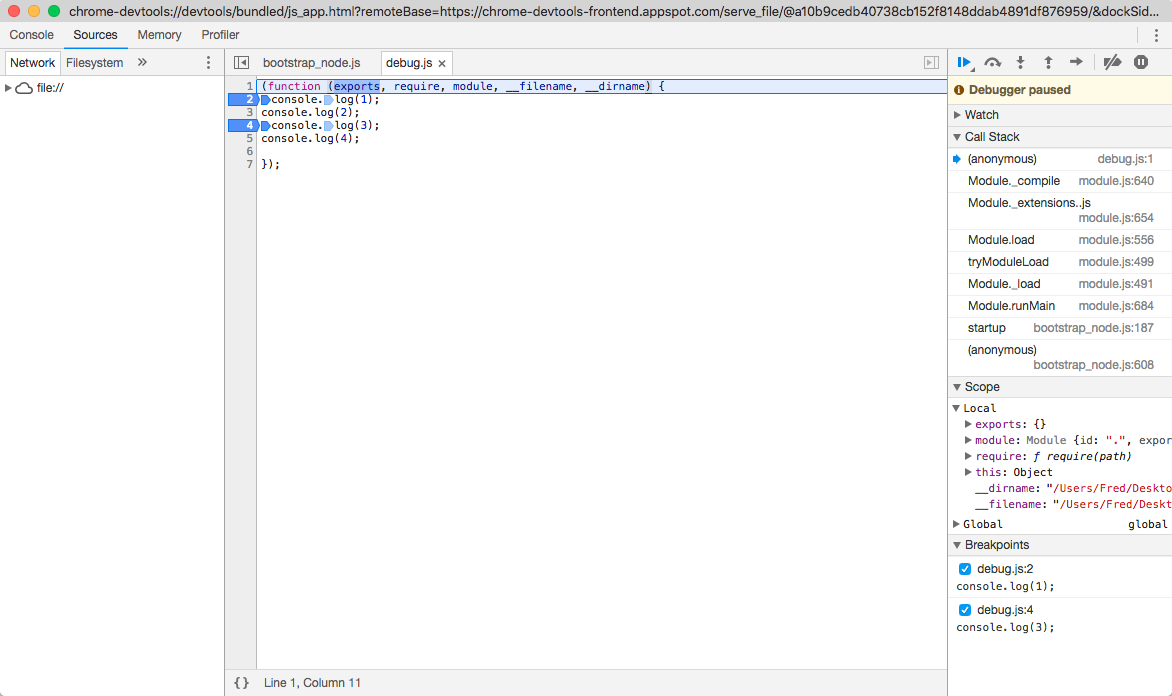 chrome-devtools://devtools/bundled/js_app.html?remoteBase=https://chrome-devtools-frontend.appspot.com/serve_file/@a10b9cedb40738cb152f8148ddab4891df876959/&dockSid...
Console Sources Memory Profiler
Network Filesystem »
file://
bootstrap_node.js debug.js ×
1 (function (exports, require, module, __filename, __dirname) {
2 console.log(1);
3 console.log(2);
4 console.log(3);
5 console.log(4);
6
7 });
{} Line 1, Column 11
Debugger paused
Watch
Call Stack
(anonymous) debug.js:1
Module._compile module.js:640
Module._extensions..js
module.js:654
Module.load module.js:556
tryModuleLoad module.js:499
Module._load module.js:491
Module.runMain module.js:684
startup bootstrap_node.js:187
(anonymous)
bootstrap_node.js:608
Scope
Local
exports: {}
module: Module {id: ".", expor
require: ƒ require(path)
this: Object
__dirname: "/Users/Fred/Deskto
__filename: "/Users/Fred/Deskt
Global global
Breakpoints
debug.js:2
console.log(1);
debug.js:4
console.log(3);